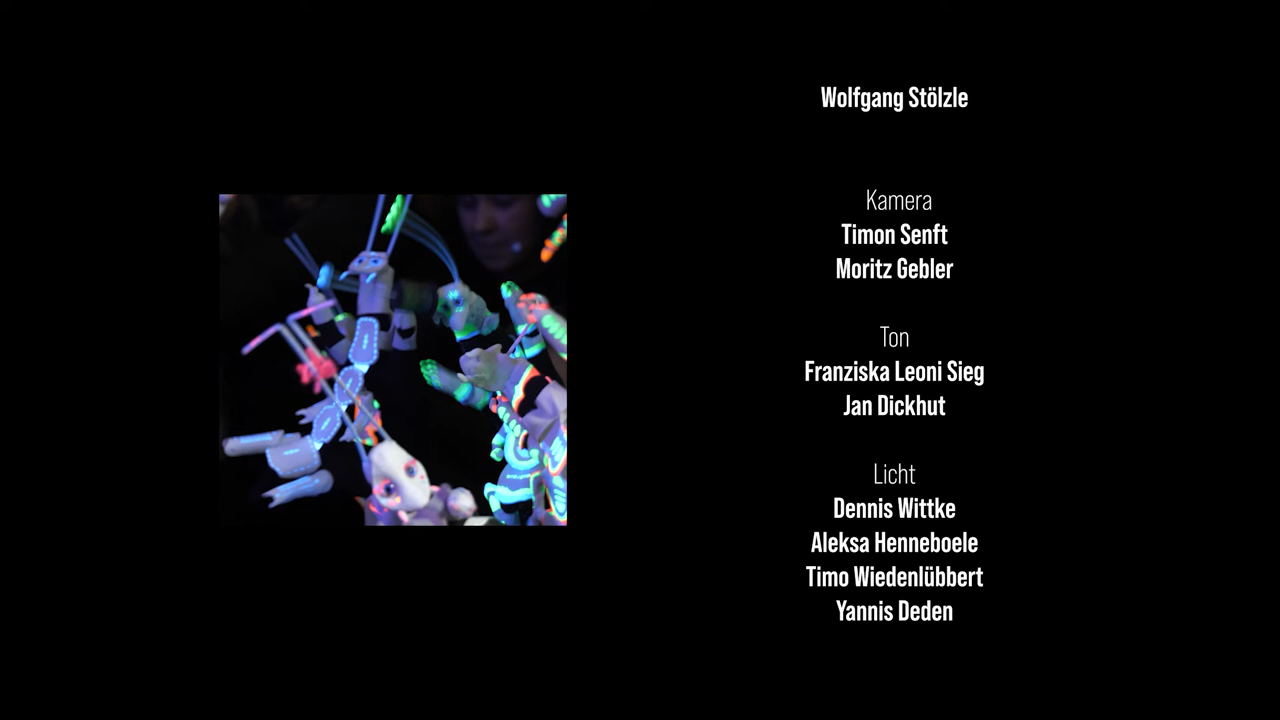 Wolfgang Stölzle
Kamera
Timon Senft
Moritz Gebler
Ton
Franziska Leoni Sieg
Jan Dickhut
Licht
Dennis Wittke
Aleksa Henneboele
Timo Wiedenlübbert
Yannis Deden